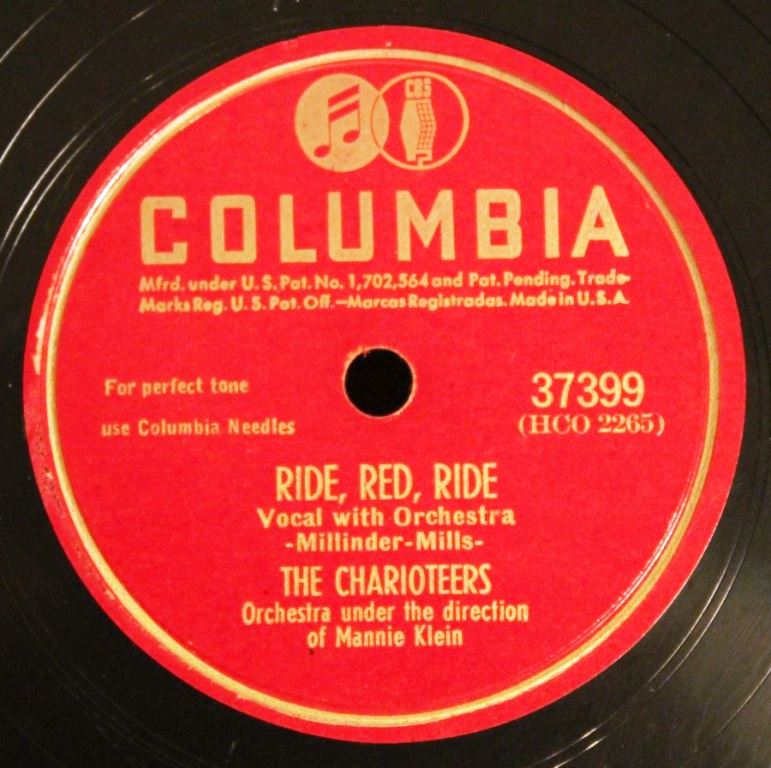 CBS
COLUMBIA
Mfrd. under U.S. Pat. No. 1,702,564 and Pat. Pending. Trade-
Marks Reg. U.S. Pat. Off.—Marcas Registradas. Made in U.S.A.
For perfect tone
use Columbia Needles
37399
(HCO 2265)
RIDE, RED, RIDE
Vocal with Orchestra
-Millinder-Mills-
THE CHARIOTEERS
Orchestra under the direction
of Mannie Klein